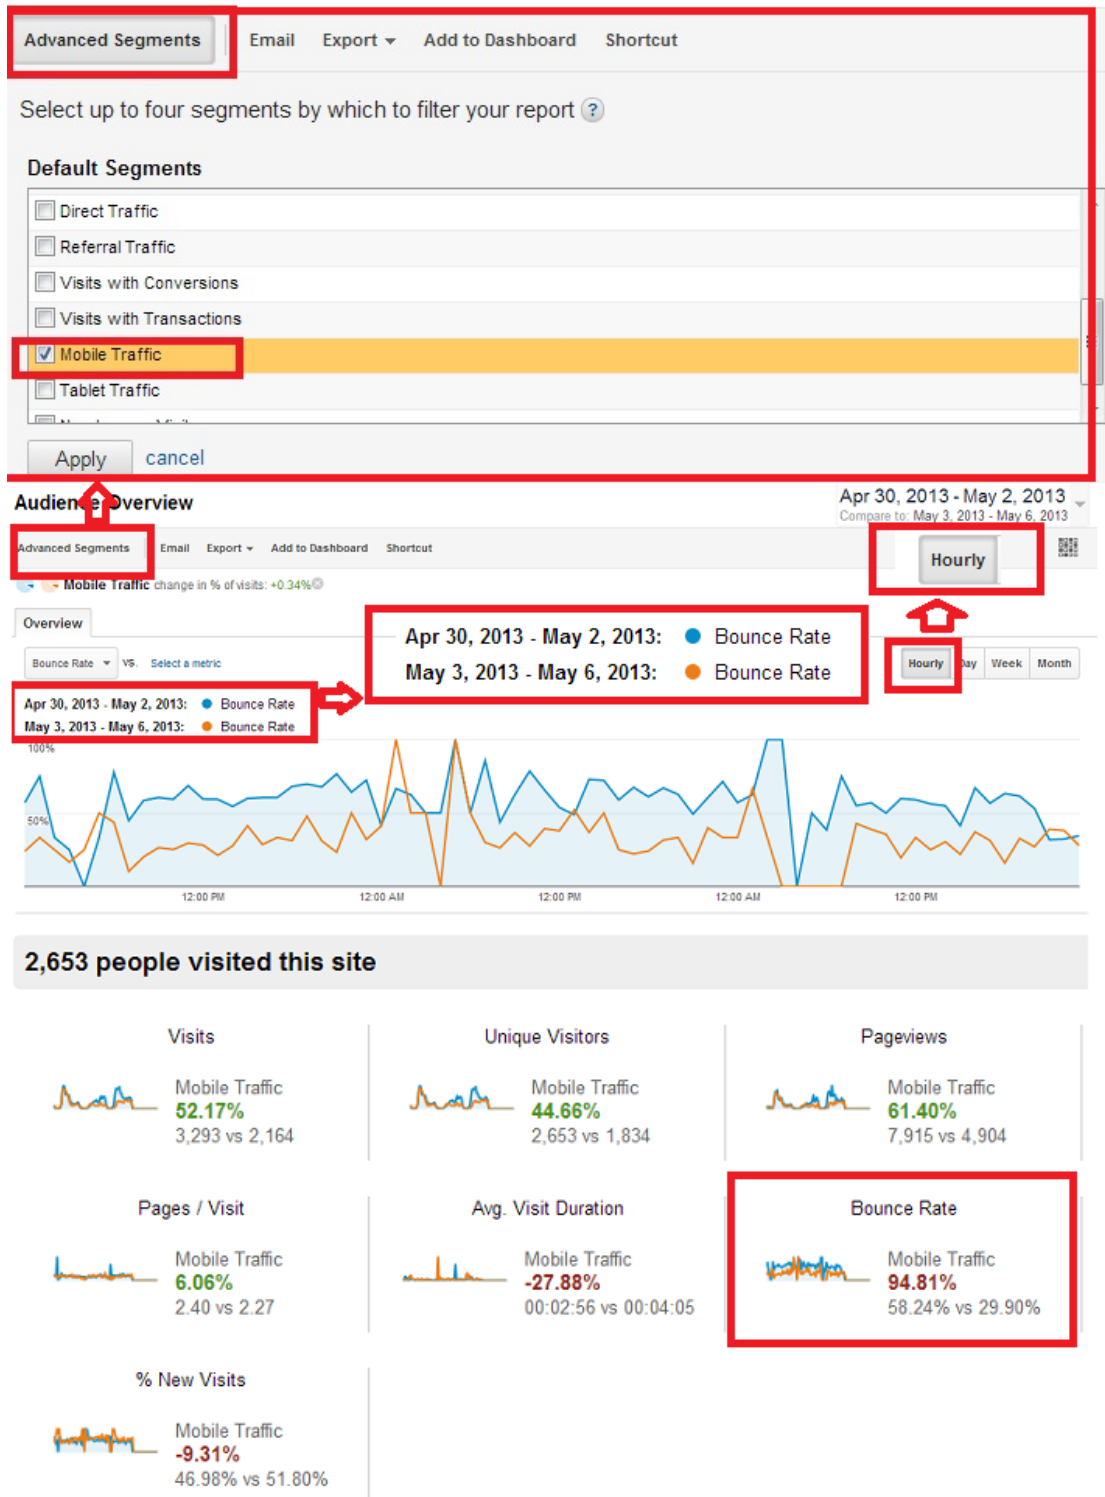 Advanced Segments Email Export Add to Dashboard Shortcut
Select up to four segments by which to filter your report ?
Default Segments
Direct Traffic
Referral Traffic
Visits with Conversions
Visits with Transactions
Mobile Traffic
Tablet Traffic
Apply cancel
Audience Overview
Apr 30, 2013 - May 2, 2013
Compare to: May 3, 2013 - May 6, 2013
Advanced Segments Email Export Add to Dashboard Shortcut
Hourly
Mobile Traffic change in % of visits: +0.34%
Overview
Apr 30, 2013 - May 2, 2013: Bounce Rate
May 3, 2013 - May 6, 2013: Bounce Rate
Bounce Rate VS. Select a metric
Hourly Day Week Month
Apr 30, 2013 - May 2, 2013: Bounce Rate
May 3, 2013 - May 6, 2013: Bounce Rate
100%
50%
12:00 PM 12:00 AM 12:00 PM 12:00 AM 12:00 PM
2,653 people visited this site
Visits
Mobile Traffic
52.17%
3,293 vs 2,164
Unique Visitors
Mobile Traffic
44.66%
2,653 vs 1,834
Pageviews
Mobile Traffic
61.40%
7,915 vs 4,904
Pages / Visit
Mobile Traffic
6.06%
2.40 vs 2.27
Avg. Visit Duration
Mobile Traffic
-27.88%
00:02:56 vs 00:04:05
Bounce Rate
Mobile Traffic
94.81%
58.24% vs 29.90%
% New Visits
Mobile Traffic
-9.31%
46.98% vs 51.80%